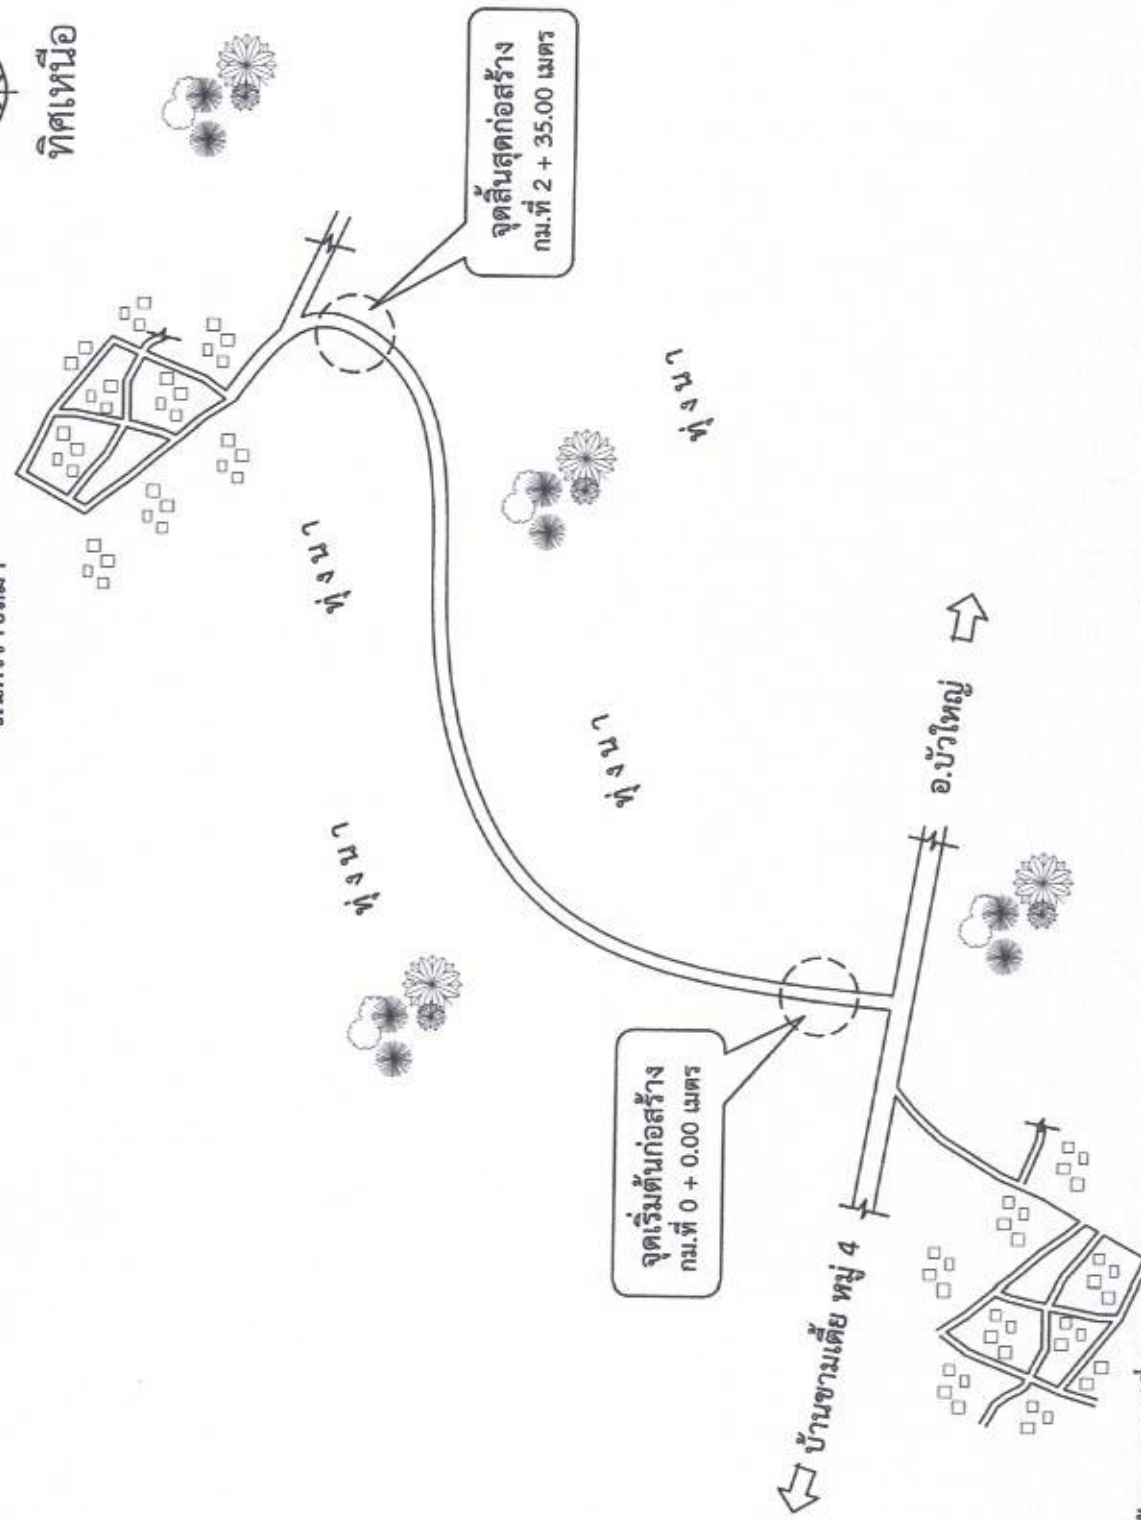 ทิศเหนือ
จุดสิ้นสุดก่อสร้าง
กม.ที่ 2 + 35.00 เมตร
ทุ่งนา
ทุ่งนา
ทุ่งนา
ทุ่งนา
จุดเริ่มต้นก่อสร้าง
กม.ที่ 0 + 0.00 เมตร
บ้านขามเตี้ย หมู่ 4
อ.บัวใหญ่